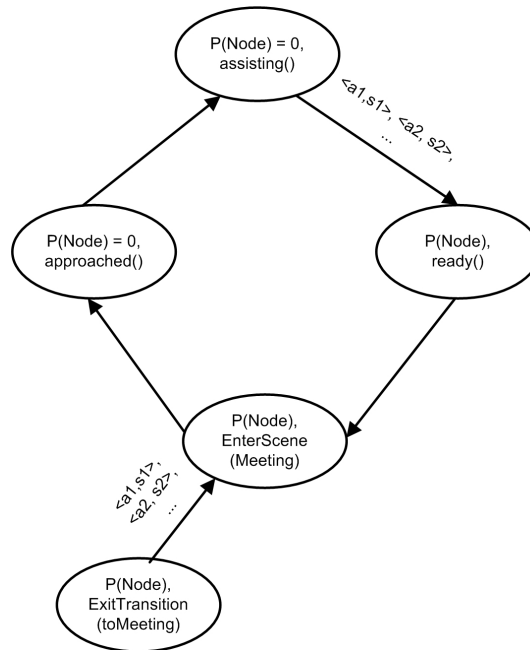 P(Node) = 0,
assisting()
<a1,s1>, <a2, s2>,
...
P(Node) = 0,
approached()
P(Node),
ready()
P(Node),
EnterScene
(Meeting)
<a1,s1>,
<a2, s2>,
...
P(Node),
ExitTransition
(toMeeting)